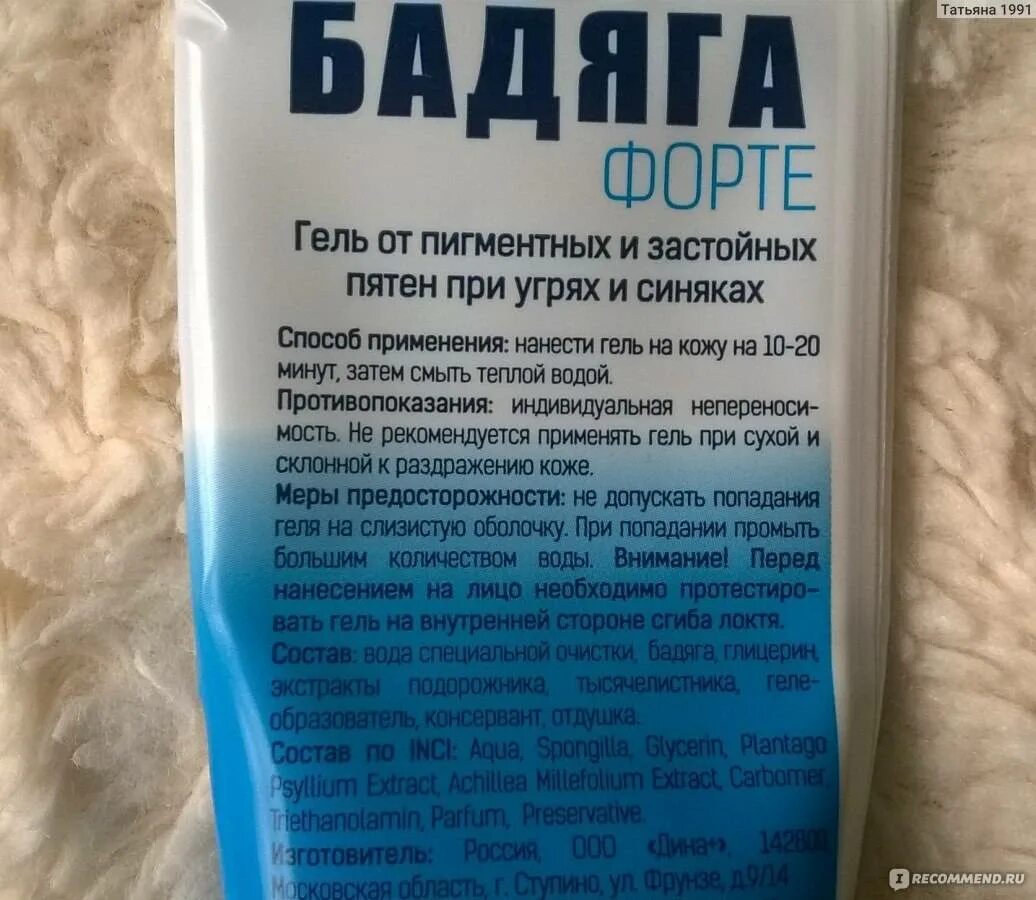 Татьяна 1991
БАДЯГА
ФОРТЕ
Гель от пигментных и застойных
пятен при угрях и синяках
Способ применения: нанести гель на кожу на 10-20
минут, затем смыть теплой водой.
Противопоказания: индивидуальная непереноси-
мость. Не рекомендуется применять гель при сухой и
склонной к раздражению коже.
Меры предосторожности: не допускать попадания
геля на слизистую оболочку. При попадании промыть
большим количеством воды. Внимание! Перед
нанесением на лицо необходимо протестиро-
вать гель на внутренней стороне сгиба локтя.
Состав: вода специальной очистки, бадяга, глицерин,
экстракты подорожника, тысячелистника, геле-
образователь, консервант, отдушка.
Состав по INCI: Aqua, Spongilla, Glycerin, Plantago
Psyllium Extract, Achillea Millefolium Extract, Carbomer,
Triethanolamin, Parfum, Preservative.
Изготовитель: Россия, ООО «Дина+», 142800
Московская область, г. Ступино, ул. Фрунзе, д.9/14
I RECOMMEND.RU